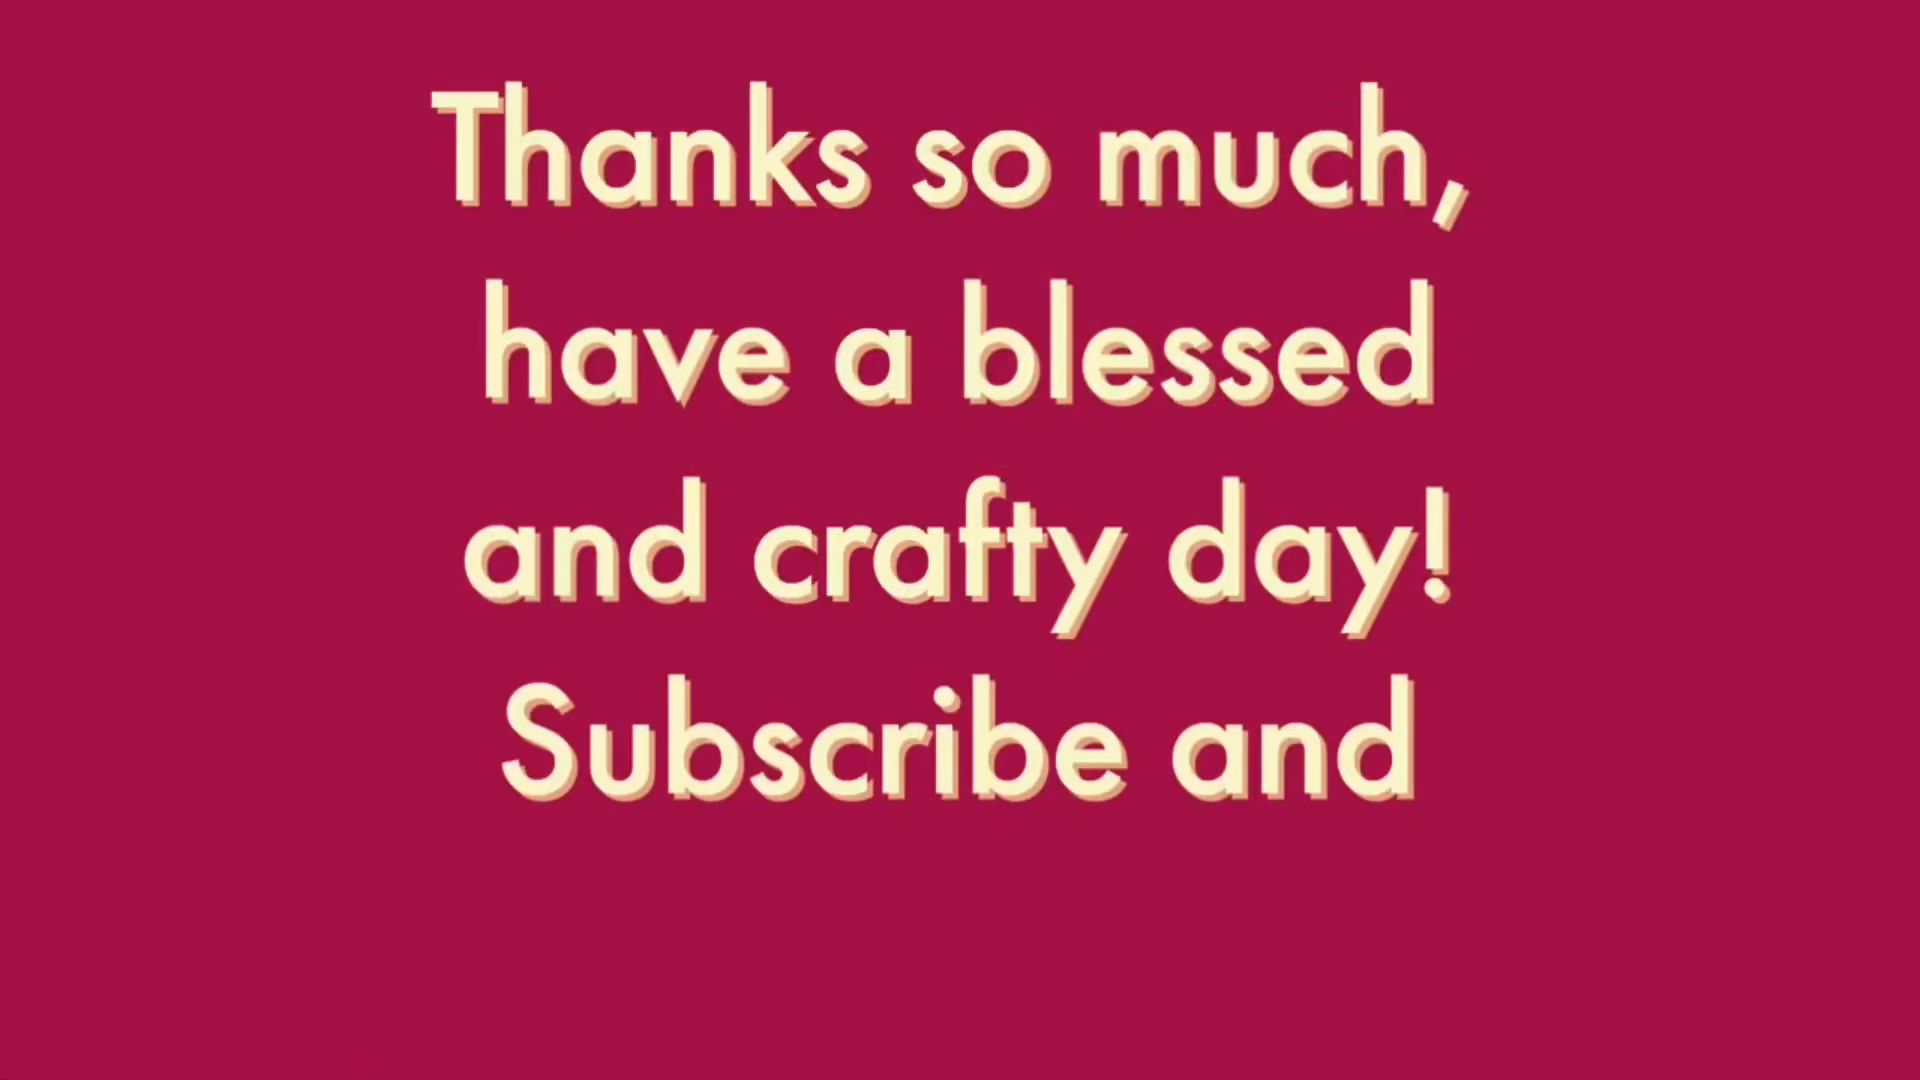 Thanks so much,
have a blessed
and crafty day!
Subscribe and